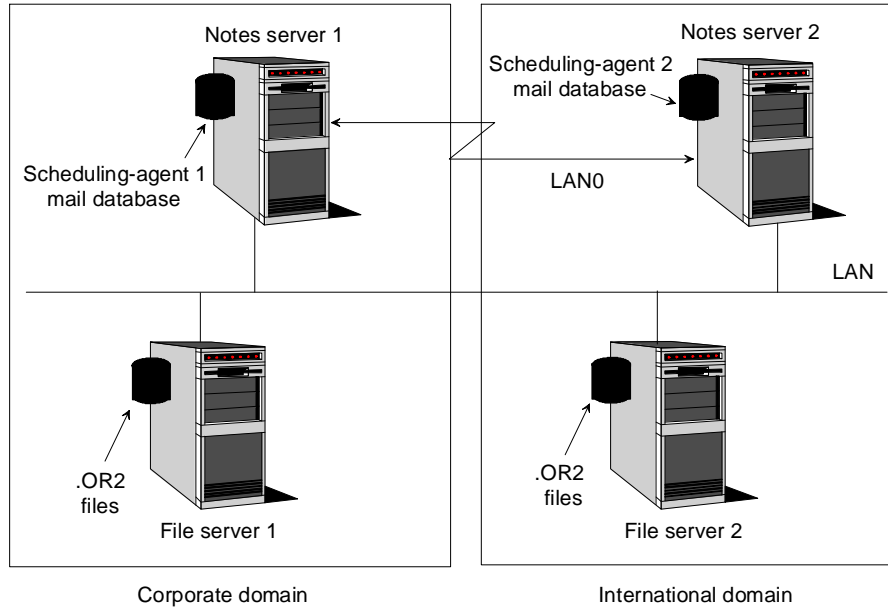 Notes server 1
Notes server 2
Scheduling-agent 2
mail database
Scheduling-agent 1
mail database
LAN0
LAN
.OR2
files
File server 1
.OR2
files
File server 2
Corporate domain
International domain